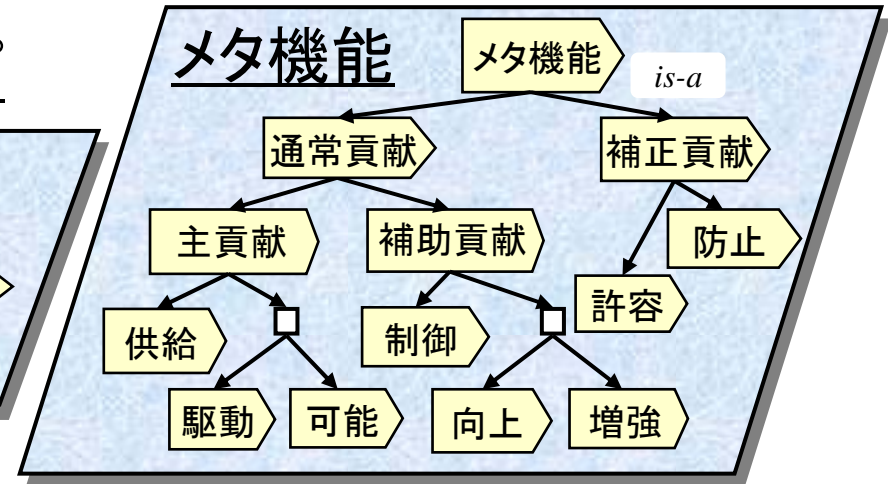 メタ機能
メタ機能
is-a
通常貢献
補正貢献
主貢献
補助貢献
防止
許容
供給
制御
駆動
可能
向上
増強